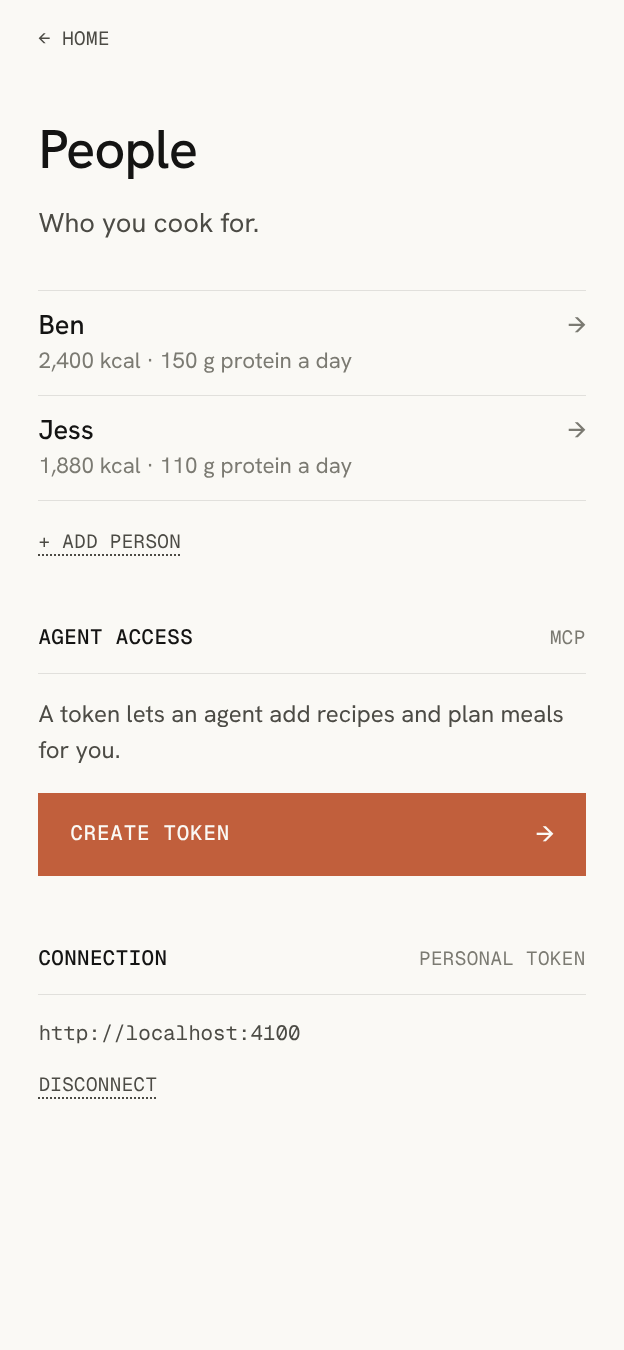 ← HOME
People
Who you cook for.
Ben →
2,400 kcal · 150 g protein a day
Jess →
1,880 kcal · 110 g protein a day
+ ADD PERSON
AGENT ACCESS MCP
A token lets an agent add recipes and plan meals
for you.
CREATE TOKEN →
CONNECTION PERSONAL TOKEN
http://localhost:4100
DISCONNECT